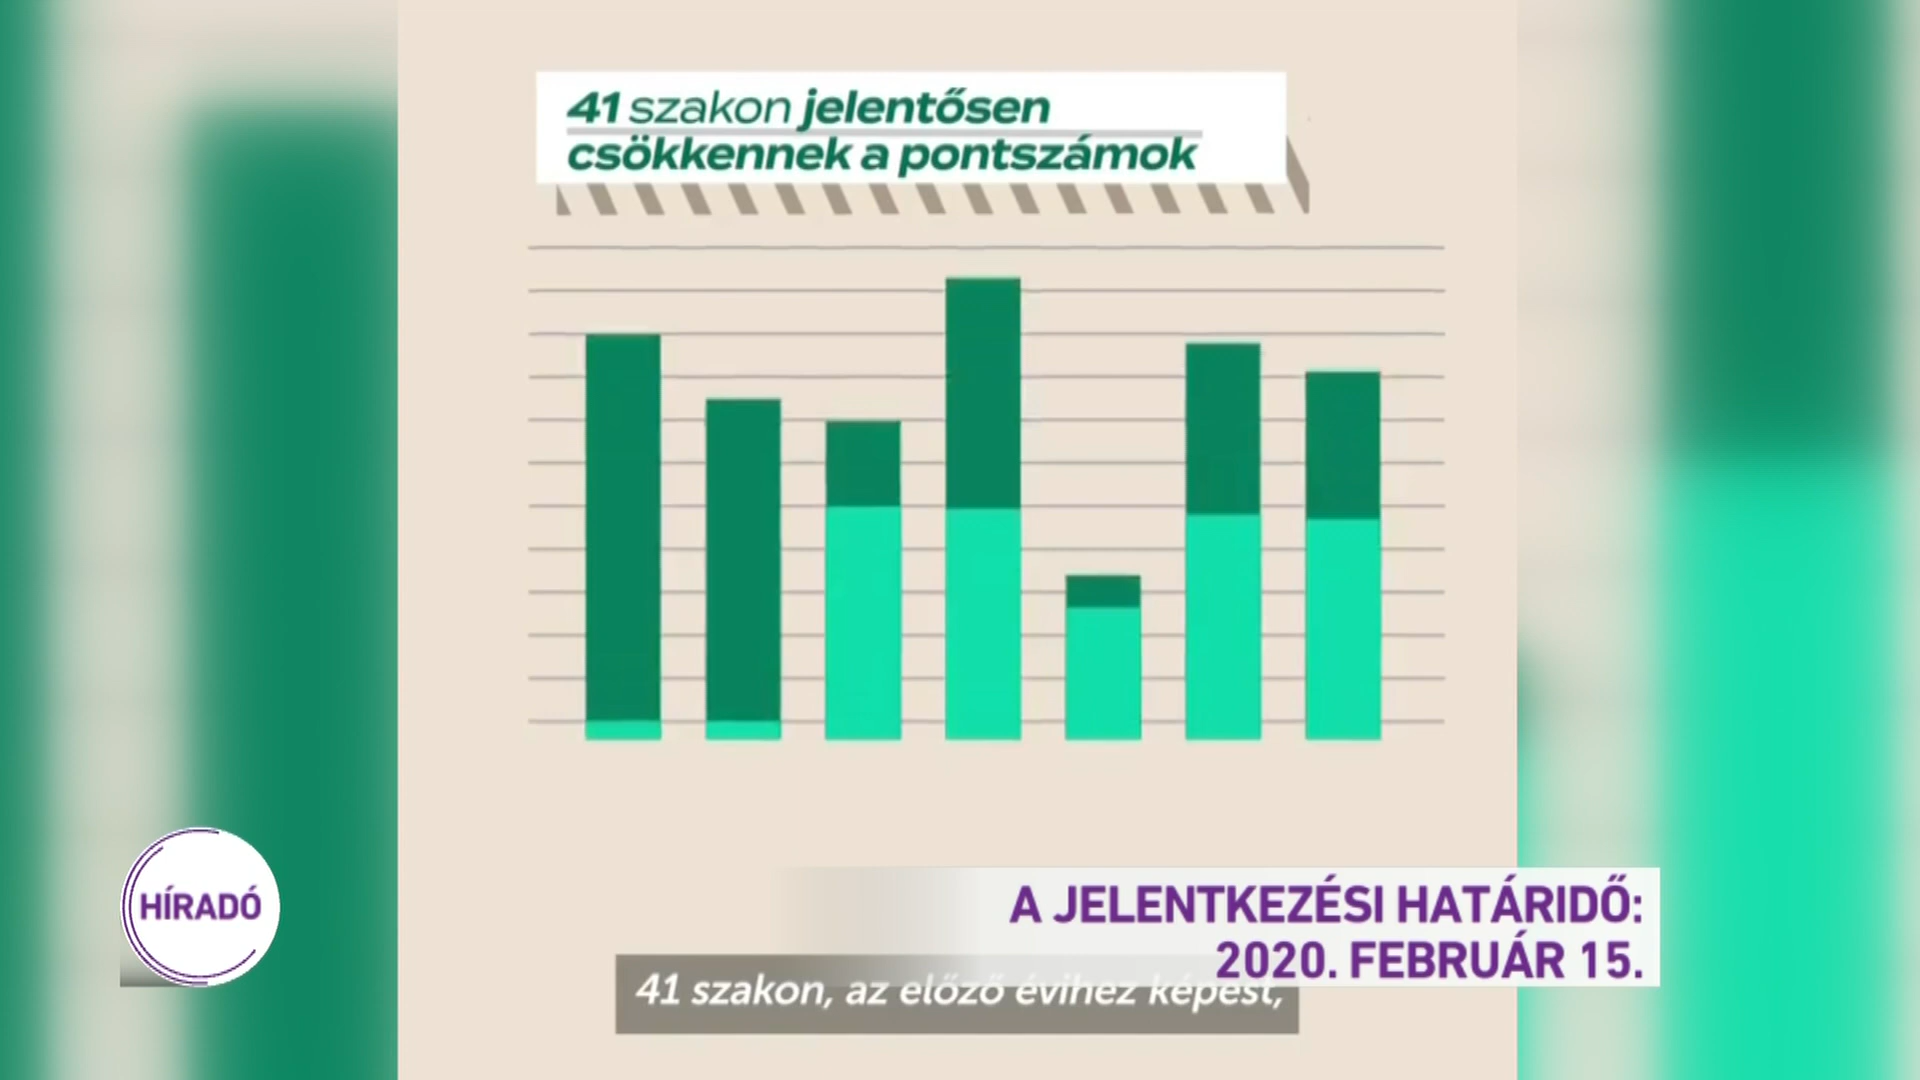 41 szakon jelentősen
csökkennek a pontszámok
HÍRADÓ
A JELENTKEZÉSI HATÁRIDŐ:
2020. FEBRUÁR 15.
41 szakon, az előző évihez képest,